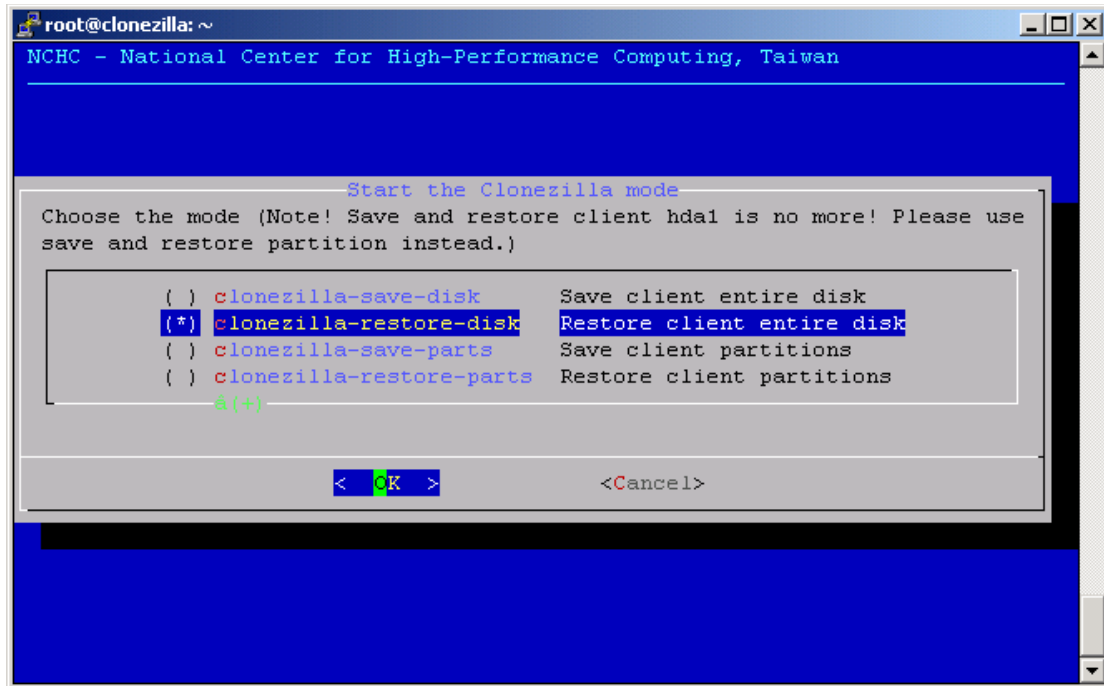 root@clonezilla: ~
NCHC - National Center for High-Performance Computing, Taiwan
Start the Clonezilla mode
Choose the mode (Note! Save and restore client hda1 is no more! Please use
save and restore partition instead.)
( ) clonezilla-save-disk Save client entire disk
(*) clonezilla-restore-disk Restore client entire disk
( ) clonezilla-save-parts Save client partitions
( ) clonezilla-restore-parts Restore client partitions
a(+)
< OK > <Cancel>